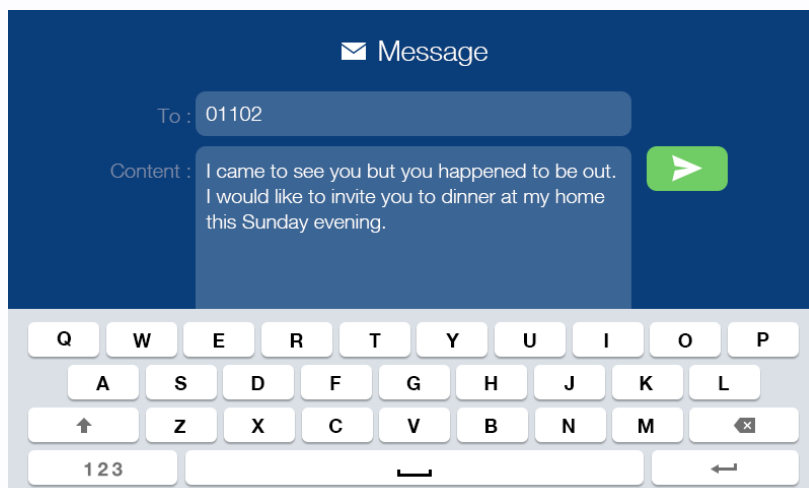 Message
To : 01102
Content : I came to see you but you happened to be out.
I would like to invite you to dinner at my home
this Sunday evening.
Q W E R T Y U I O P
A S D F G H J K L
Z X C V B N M
123